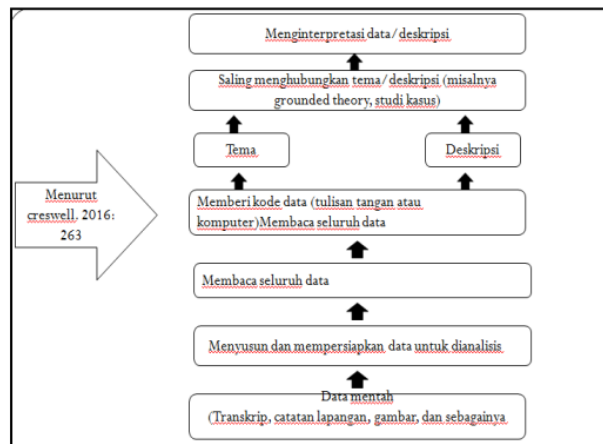 Menginterpretasi data/ deskripsi
Saling menghubungkan tema/ deskripsi (misalnya
grounded theory, studi kasus)
Tema
Deskripsi
Menurut
creswell. 2016:
263
Memberi kode data (tulisan tangan atau
komputer)Membaca seluruh data
Membaca seluruh data
Menyusun dan mempersiapkan data untuk dianalisis
Data mentah
(Transkrip, catatan lapangan, gambar, dan sebagainya